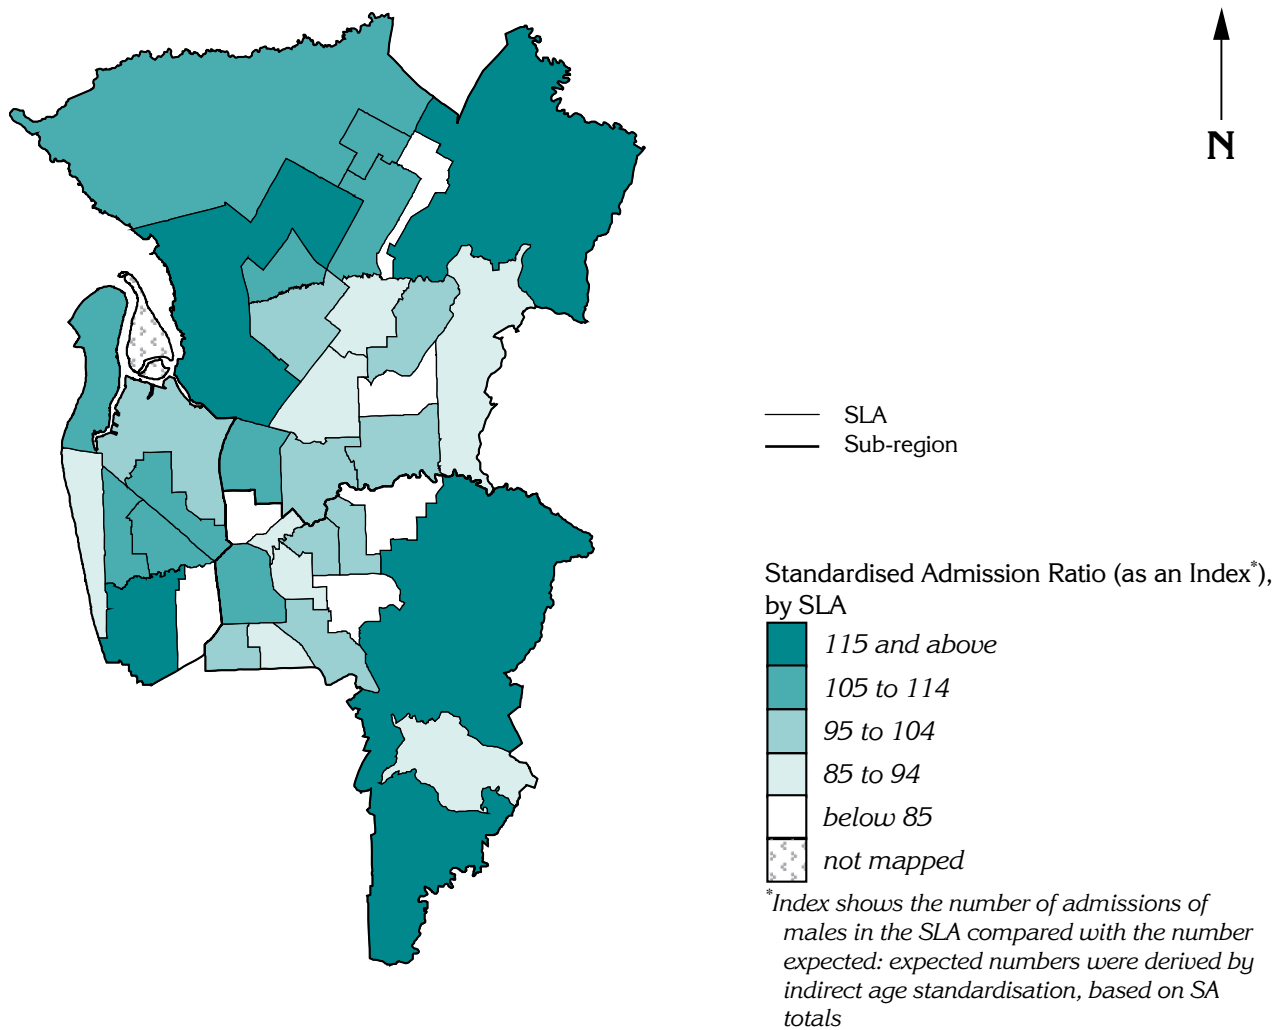 N
SLA
Sub-region
Standardised Admission Ratio (as an Index*),
by SLA
115 and above
105 to 114
95 to 104
85 to 94
below 85
not mapped
*Index shows the number of admissions of
males in the SLA compared with the number
expected: expected numbers were derived by
indirect age standardisation, based on SA
totals